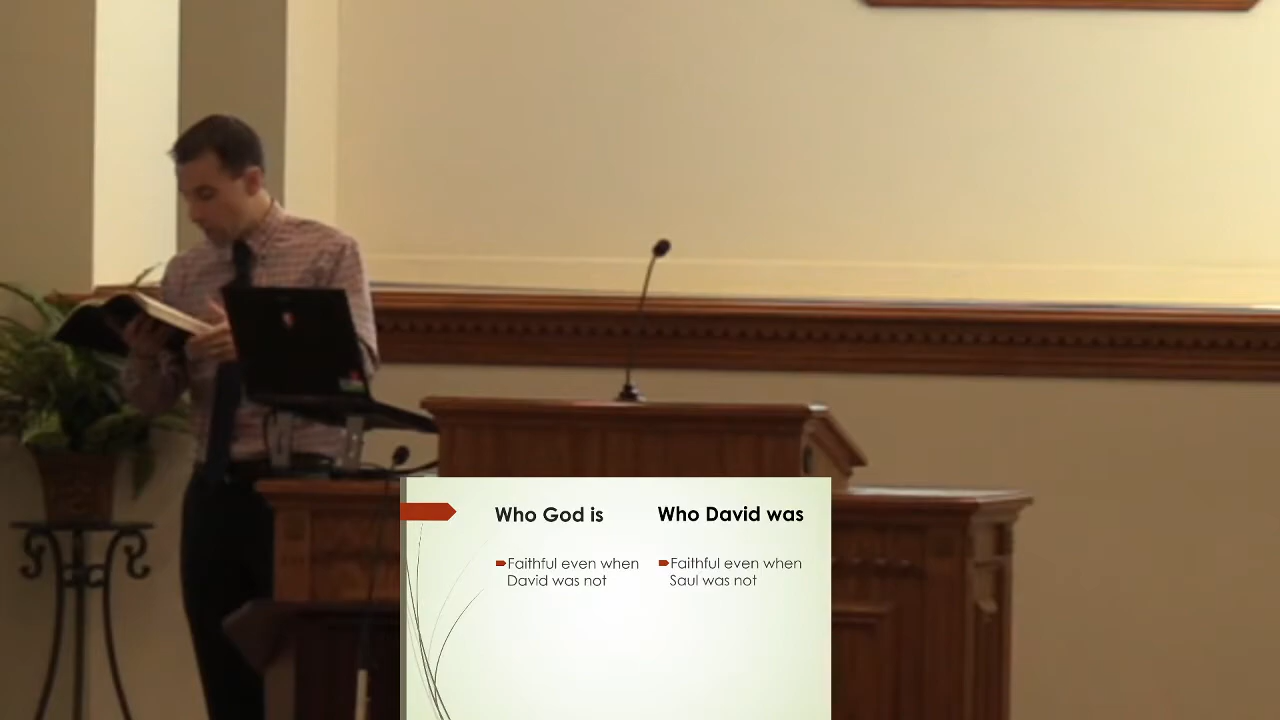 Who God is
Who David was
Faithful even when
David was not
Faithful even when
Saul was not